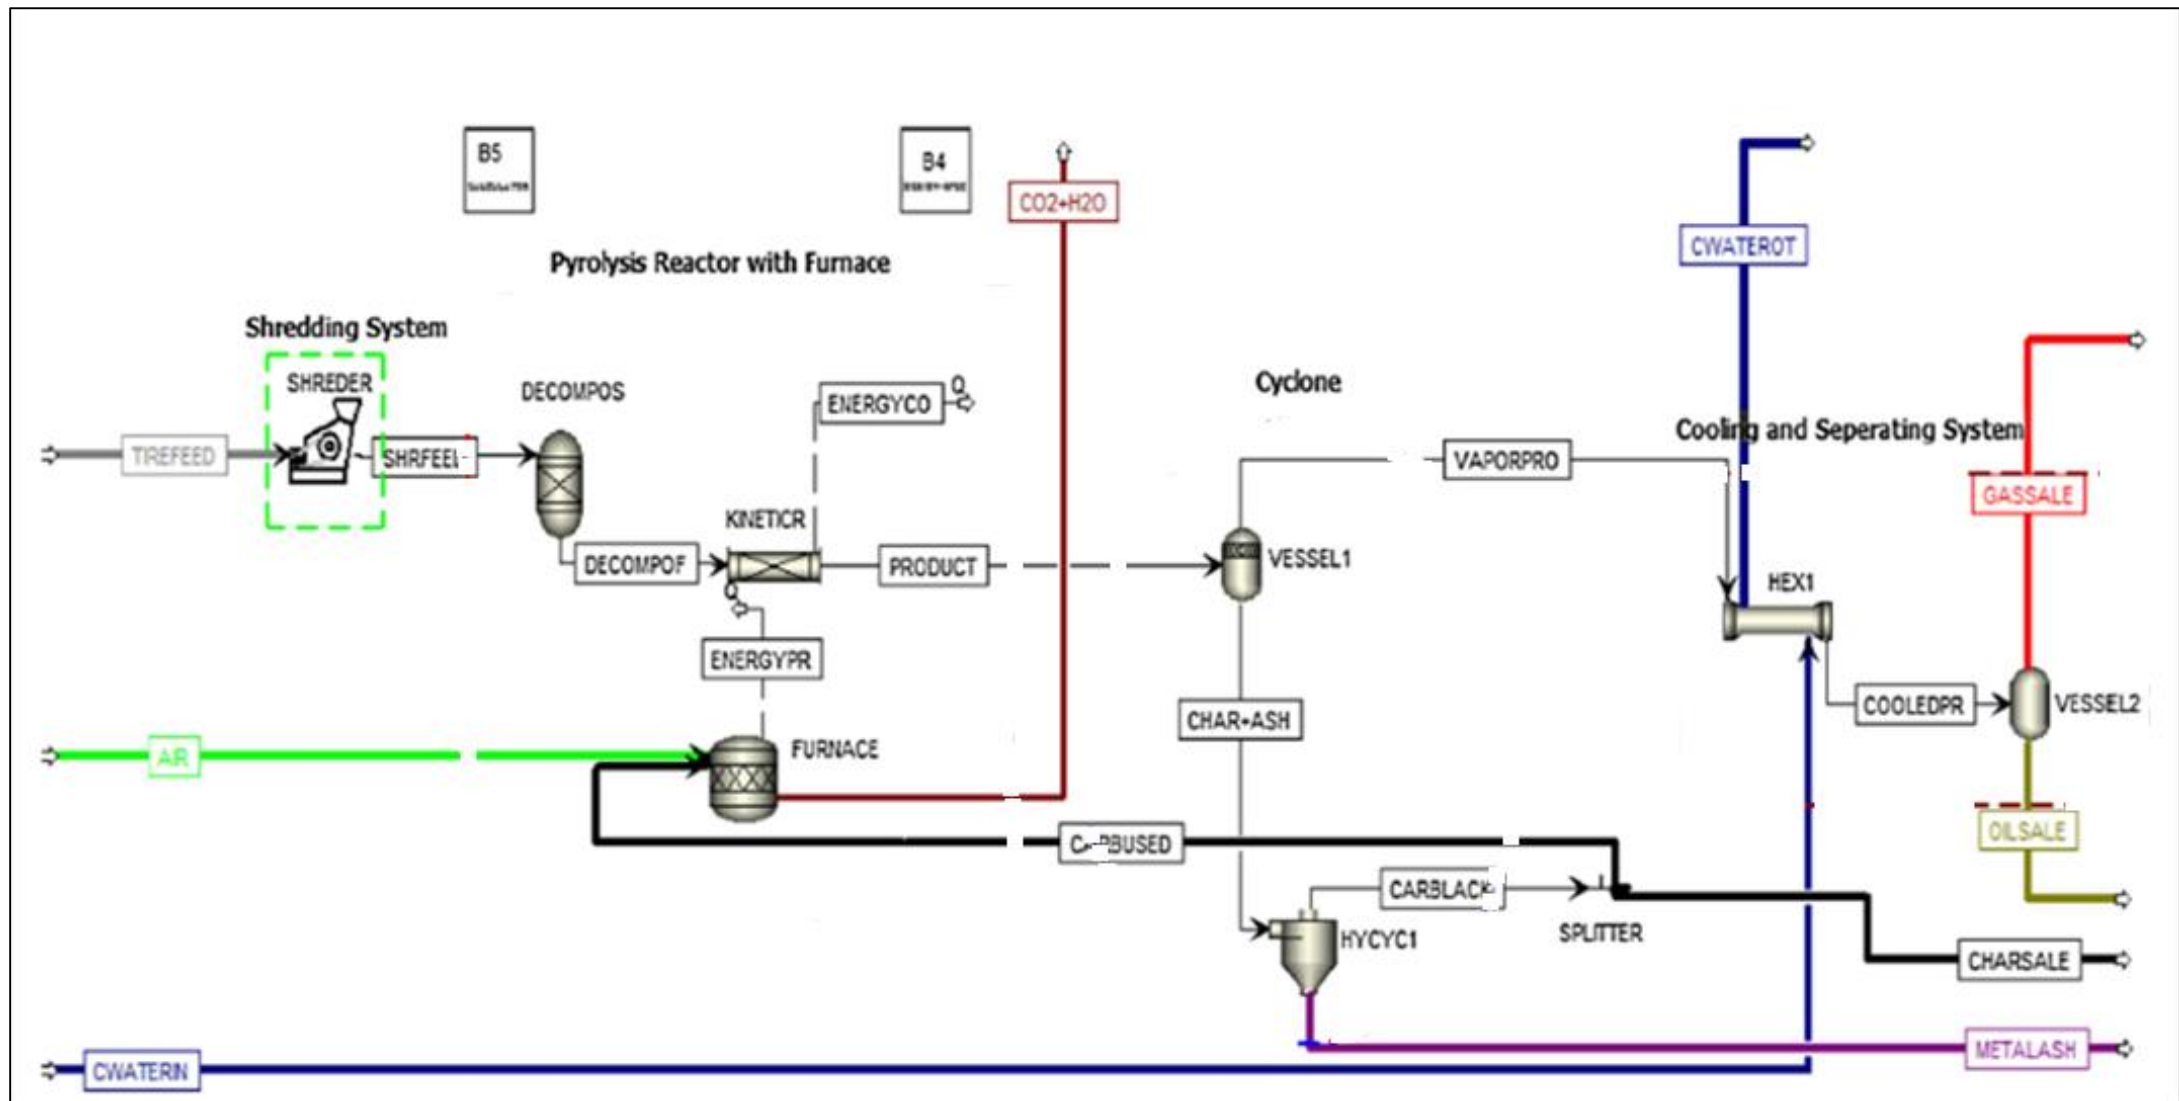 B5
B4
CO2+H2O
CWATEROT
Pyrolysis Reactor with Furnace
Shredding System
SHREDER
DECOMPOS
ENERGYCO
Q
Cyclone
Cooling and Seperating System
TIREFEED
VAPORPRO
GASSALE
KINETICR
DECOMPOF
PRODUCT
VESSEL1
HEX1
Q
ENERGYPR
CHAR+ASH
COOLEDPR
VESSEL2
AIR
FURNACE
BUSED
OILSALE
SPLITTER
HYCYC1
CHARSALE
METALASH
CWATERIN